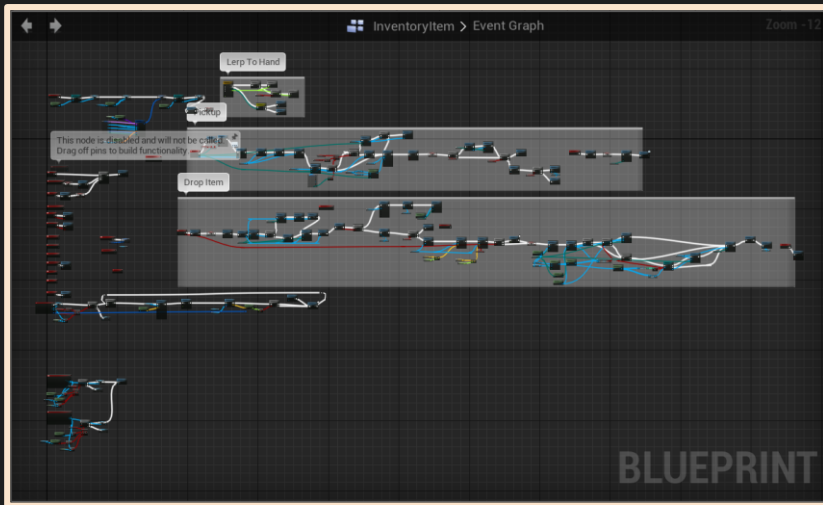 InventoryItem > Event Graph
Zoom -12
Lerp To Hand
Pickup
This node is disabled and will not be called.
Drag off pins to build functionality.
Drop Item
BLUEPRINT